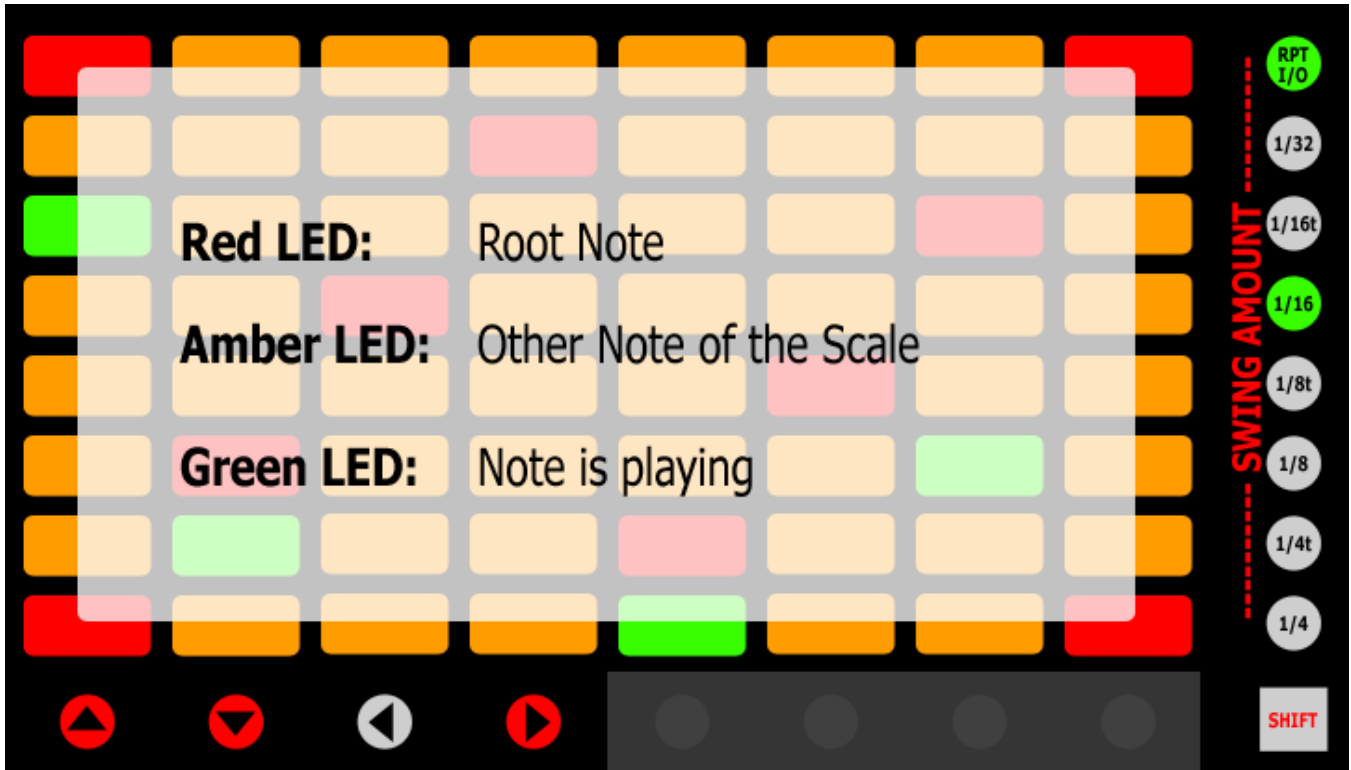 Red LED: Root Note
Amber LED: Other Note of the Scale
Green LED: Note is playing
SWING AMOUNT
RPT
I/O
1/32
1/16t
1/16
1/8t
1/8
1/4t
1/4
SHIFT